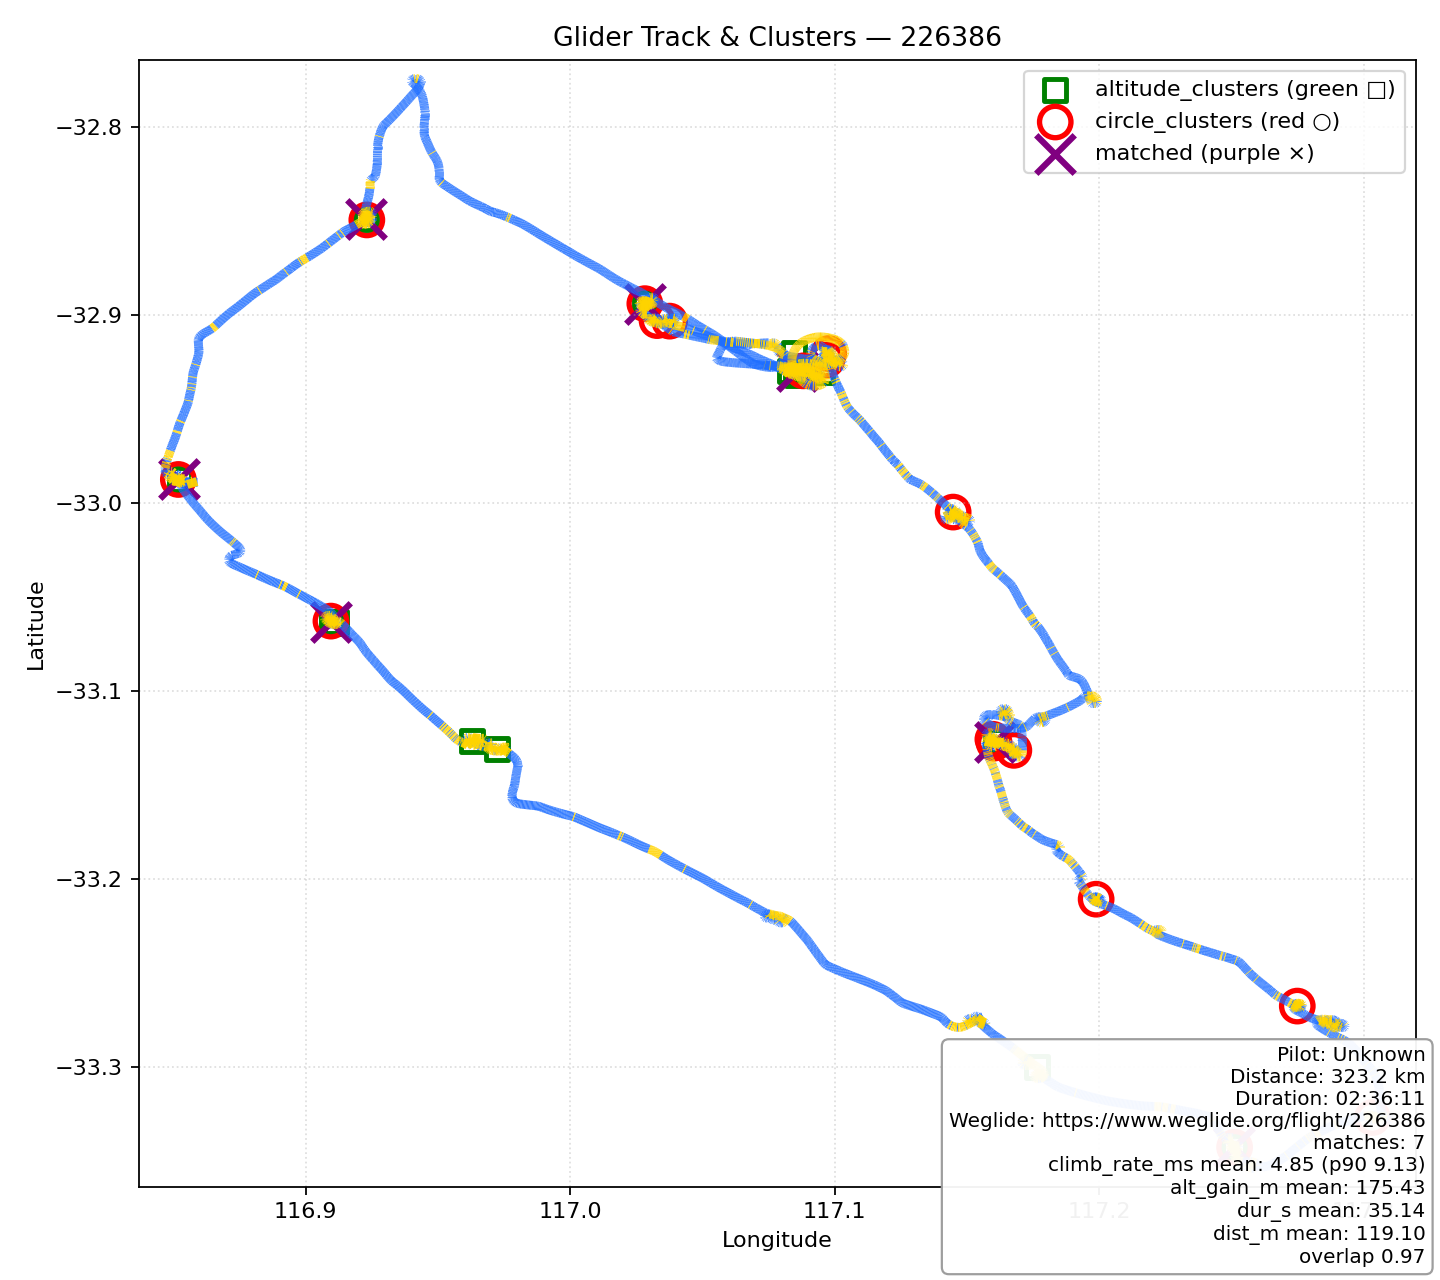 Glider Track & Clusters — 226386
altitude_clusters (green □)
circle_clusters (red ○)
matched (purple ×)
−32.8
−32.9
−33.0
−33.1
−33.2
−33.3
Latitude
116.9
117.0
117.1
117.2
Longitude
Pilot: Unknown
Distance: 323.2 km
Duration: 02:36:11
Weglide: https://www.weglide.org/flight/226386
matches: 7
climb_rate_ms mean: 4.85 (p90 9.13)
alt_gain_m mean: 175.43
dur_s mean: 35.14
dist_m mean: 119.10
overlap 0.97